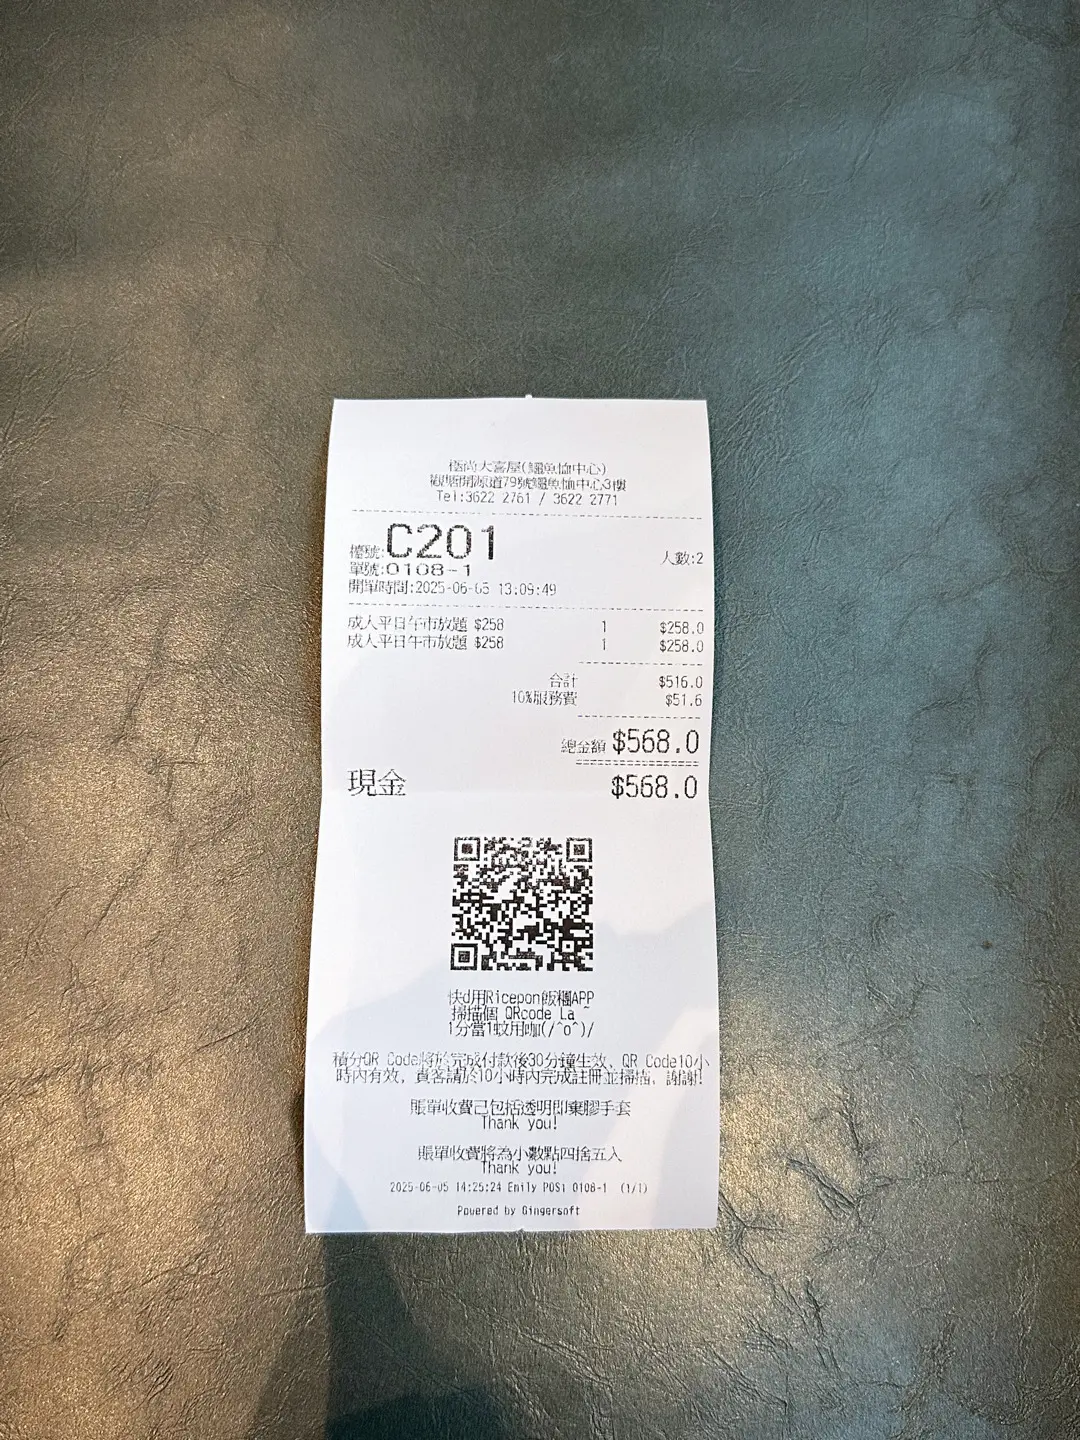 極尚大喜屋(鱷魚恤中心)
觀塘開源道79號鱷魚恤中心3樓
Tel:3622 2761 / 3622 2771
檯號:C201
人數:2
單號:0108-1
開單時間:2025-06-05 13:09:49
成人平日午市放題 $258 1 $258.0
成人平日午市放題 $258 1 $258.0
合計 $516.0
10%服務費 $51.6
總金額 $568.0
現金 $568.0
快d用Ricepon飯糰APP
掃描個 QRcode La ~
1分當1蚊用咖(/^o^)/
積分QR Code將於完成付款後30分鐘生效, QR Code10小
時內有效, 貴客請於10小時內完成註冊並掃描, 謝謝!
賬單收費已包括透明即棄膠手套
Thank you!
賬單收費將為小數點四捨五入
Thank you!
2025-06-05 14:25:24 Emily POS1 0108-1 (1/1)
Powered by Gingersoft